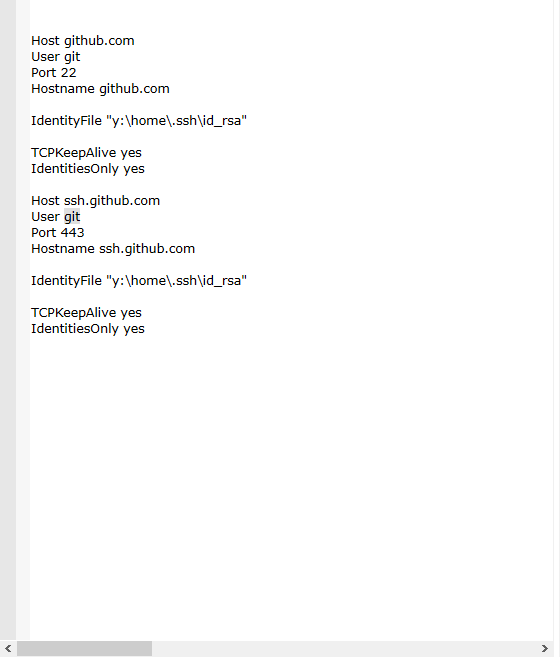 Host github.com
User git
Port 22
Hostname github.com
IdentityFile "y:\home\.ssh\id_rsa"
TCPKeepAlive yes
IdentitiesOnly yes
Host ssh.github.com
User git
Port 443
Hostname ssh.github.com
IdentityFile "y:\home\.ssh\id_rsa"
TCPKeepAlive yes
IdentitiesOnly yes